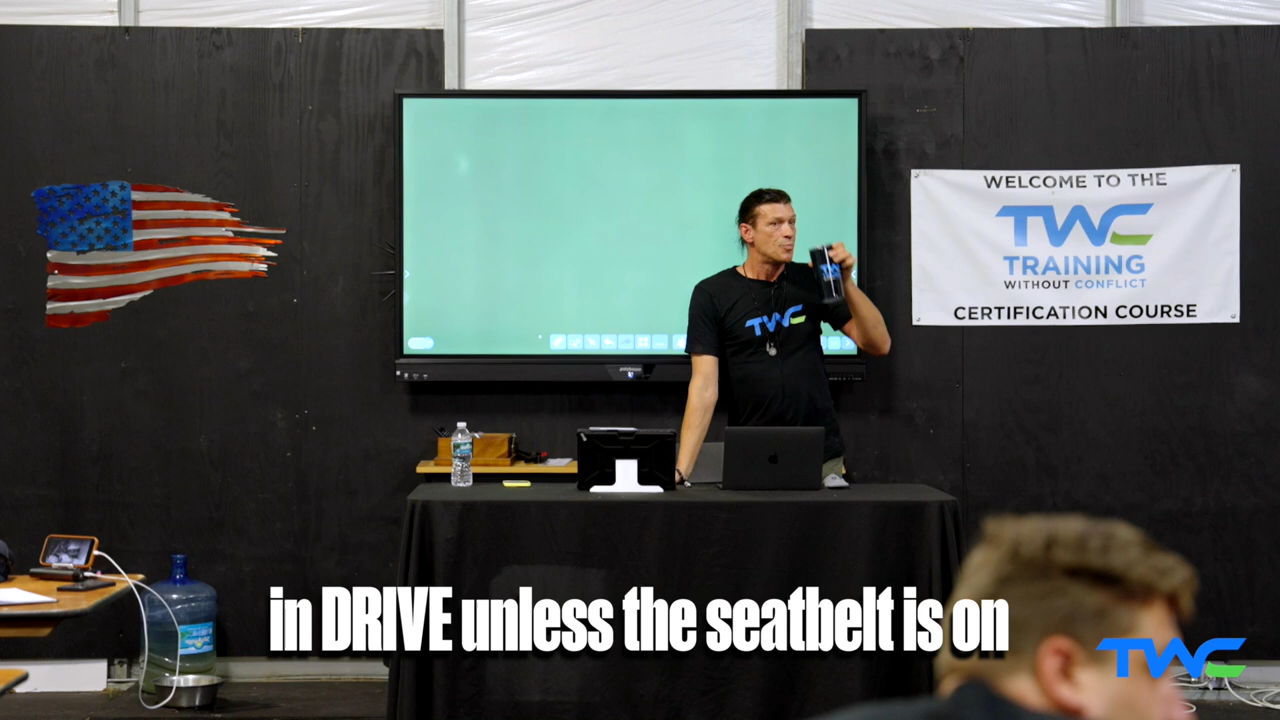 WELCOME TO THE
TWC
TRAINING
WITHOUT CONFLICT
CERTIFICATION COURSE
TWC
in DRIVE unless the seatbelt is on
TWC